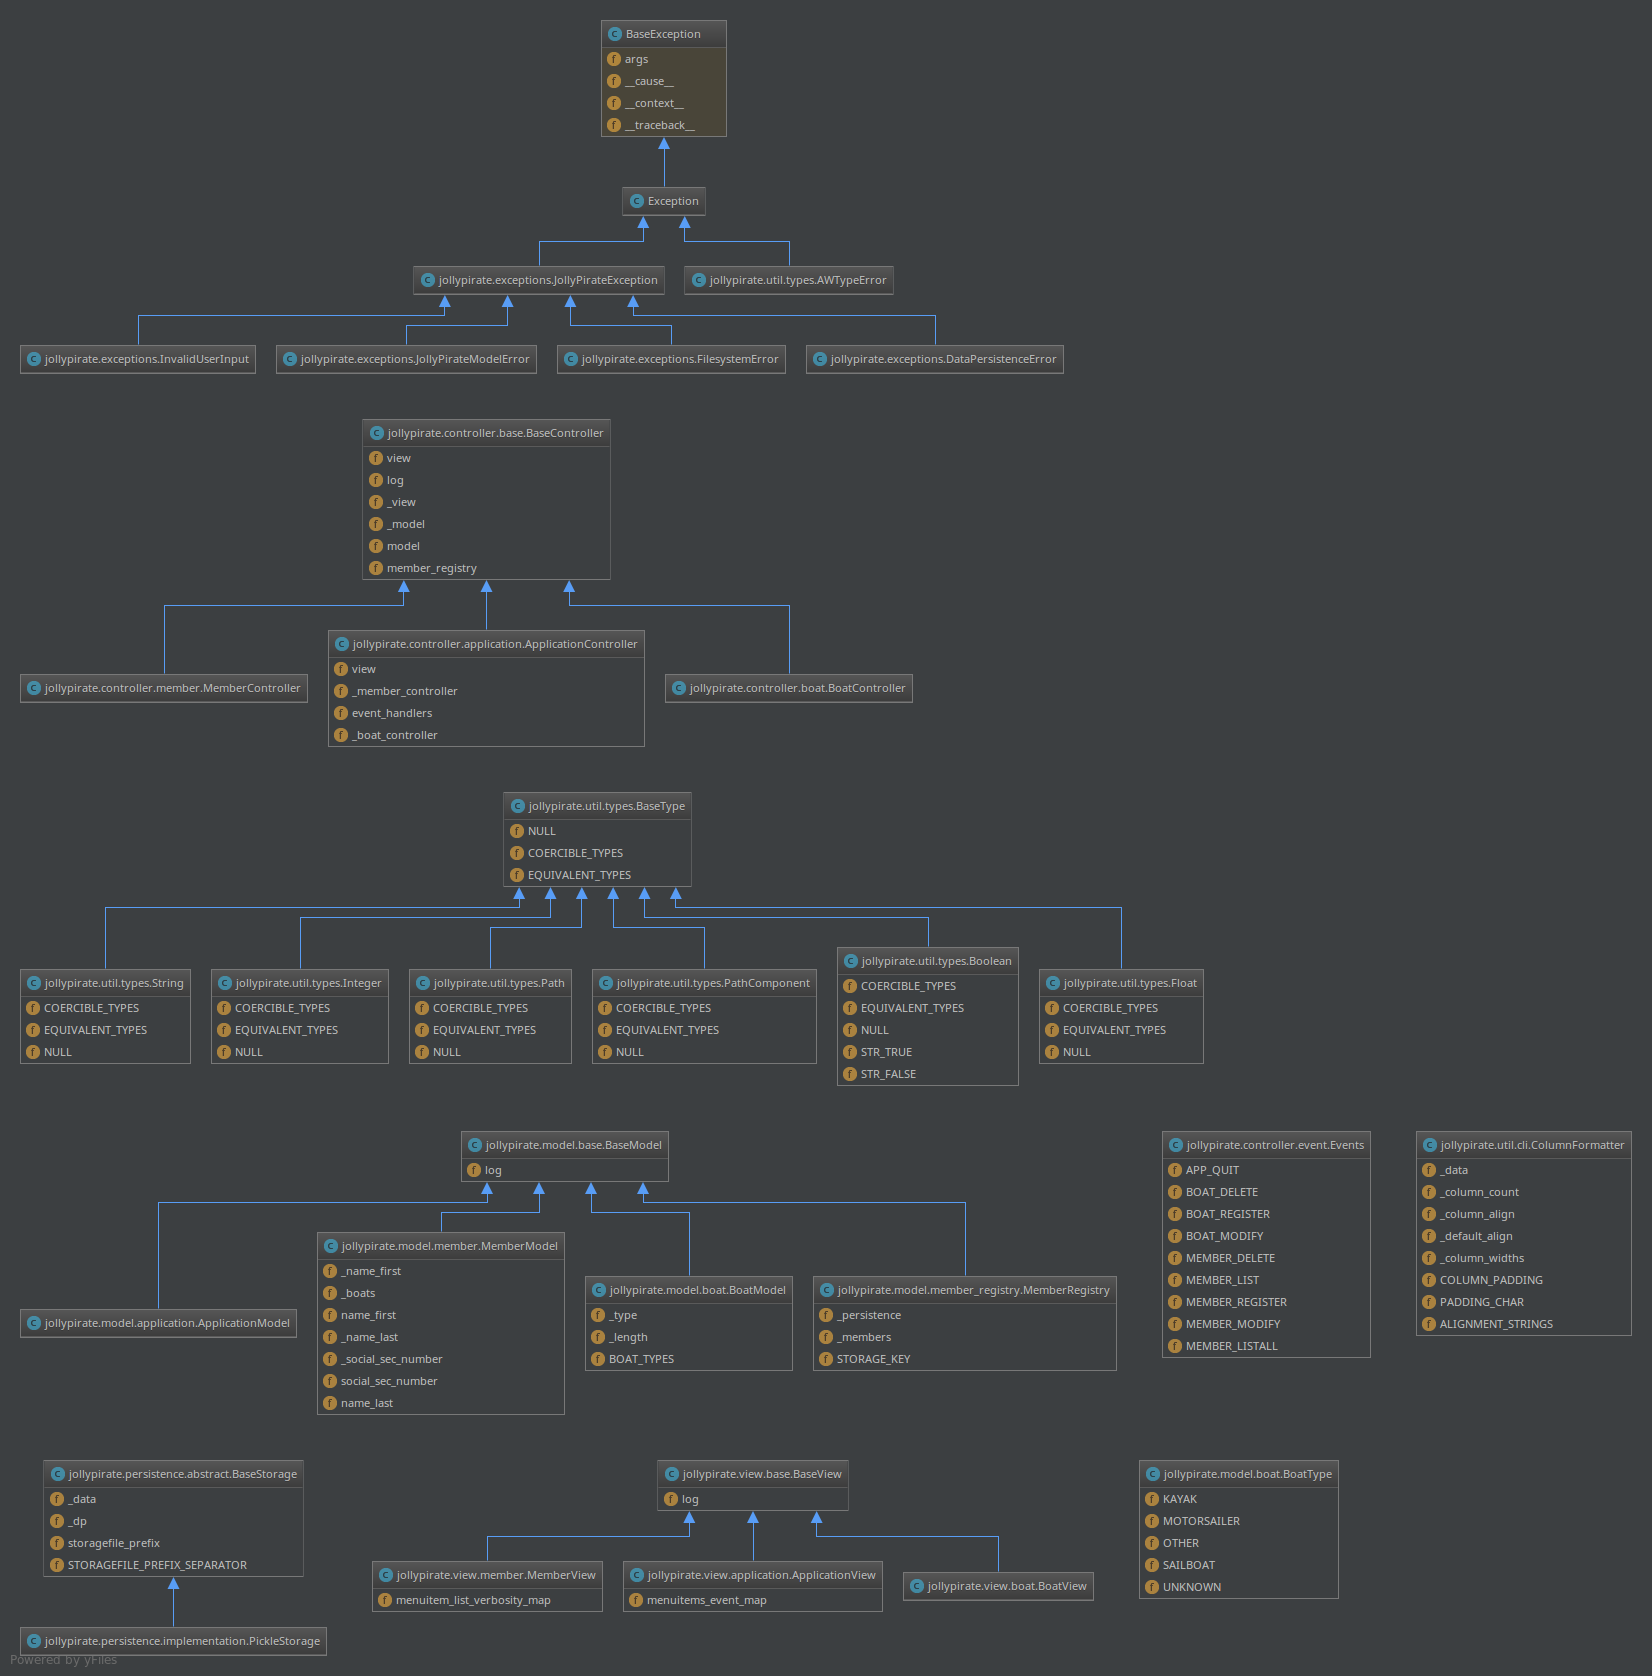 BaseException
args
__cause__
__context__
__traceback__
Exception
jollypirate.exceptions.JollyPirateException
jollypirate.util.types.AWTypeError
jollypirate.exceptions.InvalidUserInput
jollypirate.exceptions.JollyPirateModelError
jollypirate.exceptions.FilesystemError
jollypirate.exceptions.DataPersistenceError
jollypirate.controller.base.BaseController
view
log
_view
_model
model
member_registry
jollypirate.controller.member.MemberController
jollypirate.controller.application.ApplicationController
view
_member_controller
event_handlers
_boat_controller
jollypirate.controller.boat.BoatController
jollypirate.util.types.BaseType
NULL
COERCIBLE_TYPES
EQUIVALENT_TYPES
jollypirate.util.types.String
COERCIBLE_TYPES
EQUIVALENT_TYPES
NULL
jollypirate.util.types.Integer
COERCIBLE_TYPES
EQUIVALENT_TYPES
NULL
jollypirate.util.types.Path
COERCIBLE_TYPES
EQUIVALENT_TYPES
NULL
jollypirate.util.types.PathComponent
COERCIBLE_TYPES
EQUIVALENT_TYPES
NULL
jollypirate.util.types.Boolean
COERCIBLE_TYPES
EQUIVALENT_TYPES
NULL
STR_TRUE
STR_FALSE
jollypirate.util.types.Float
COERCIBLE_TYPES
EQUIVALENT_TYPES
NULL
jollypirate.model.base.BaseModel
log
jollypirate.model.application.ApplicationModel
jollypirate.model.member.MemberModel
_name_first
_boats
name_first
_name_last
_social_sec_number
social_sec_number
name_last
jollypirate.model.boat.BoatModel
_type
_length
BOAT_TYPES
jollypirate.model.member_registry.MemberRegistry
_persistence
_members
STORAGE_KEY
jollypirate.controller.event.Events
APP_QUIT
BOAT_DELETE
BOAT_REGISTER
BOAT_MODIFY
MEMBER_DELETE
MEMBER_LIST
MEMBER_REGISTER
MEMBER_MODIFY
MEMBER_LISTALL
jollypirate.util.cli.ColumnFormatter
_data
_column_count
_column_align
_default_align
_column_widths
COLUMN_PADDING
PADDING_CHAR
ALIGNMENT_STRINGS
jollypirate.persistence.abstract.BaseStorage
_data
_dp
storagefile_prefix
STORAGEFILE_PREFIX_SEPARATOR
jollypirate.persistence.implementation.PickleStorage
jollypirate.view.base.BaseView
log
jollypirate.view.member.MemberView
menuitem_list_verbosity_map
jollypirate.view.application.ApplicationView
menuitems_event_map
jollypirate.view.boat.BoatView
jollypirate.model.boat.BoatType
KAYAK
MOTORSAILER
OTHER
SAILBOAT
UNKNOWN
Powered by yFiles